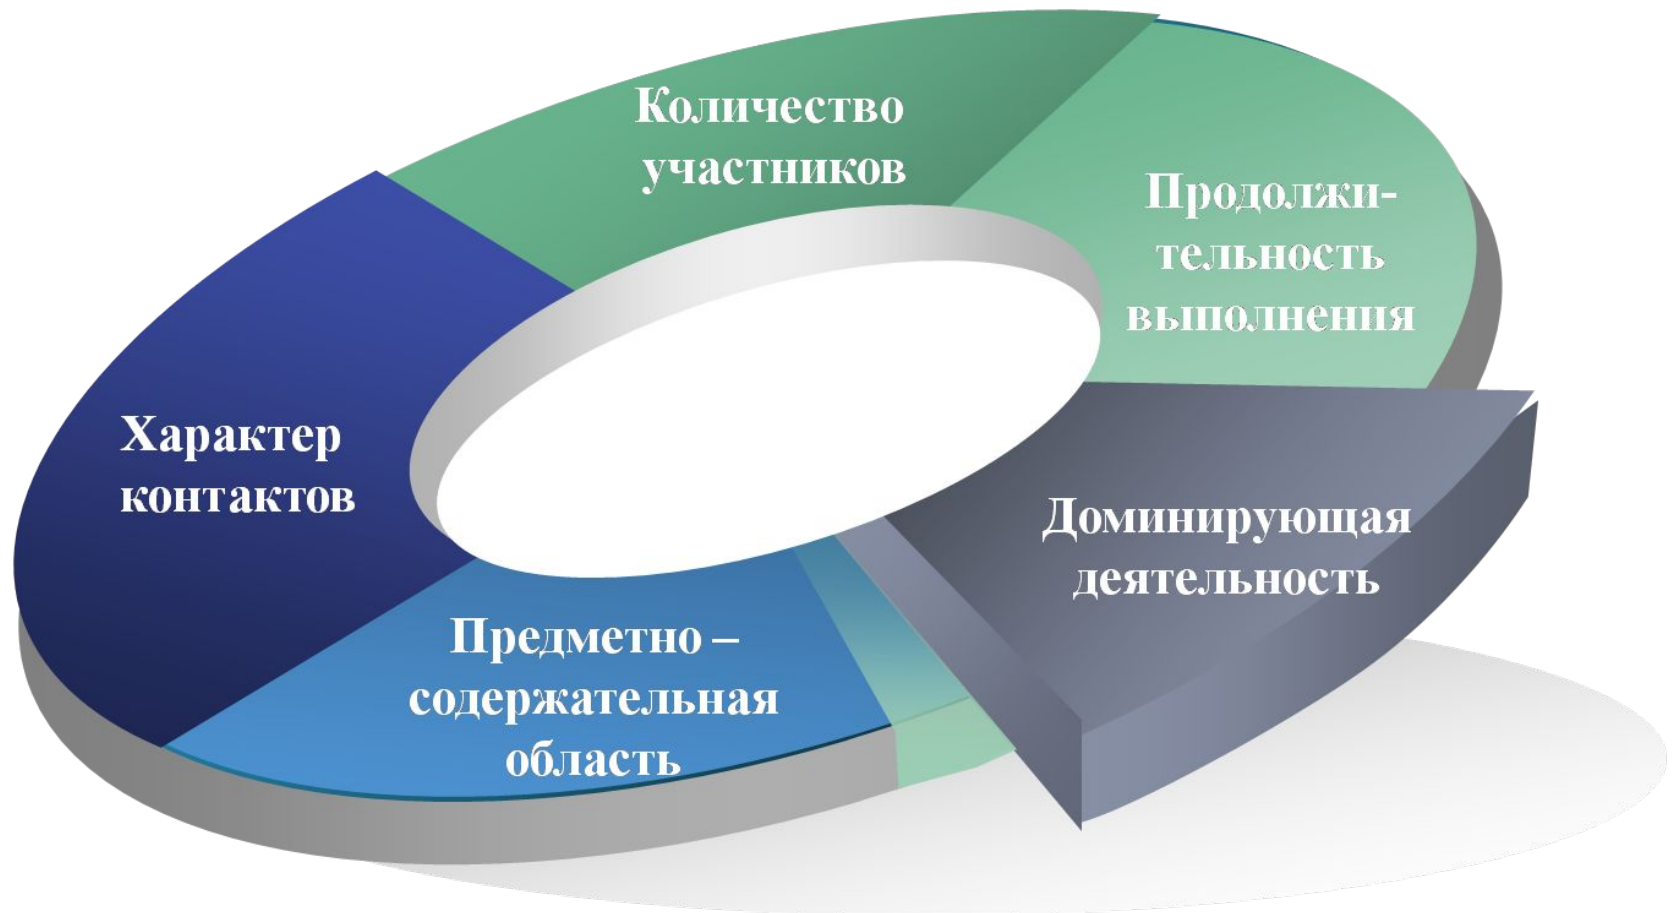 Количество
участников
Продолжи-
тельность
выполнения
Характер
контактов
Доминирующая
деятельность
Предметно –
содержательная
область